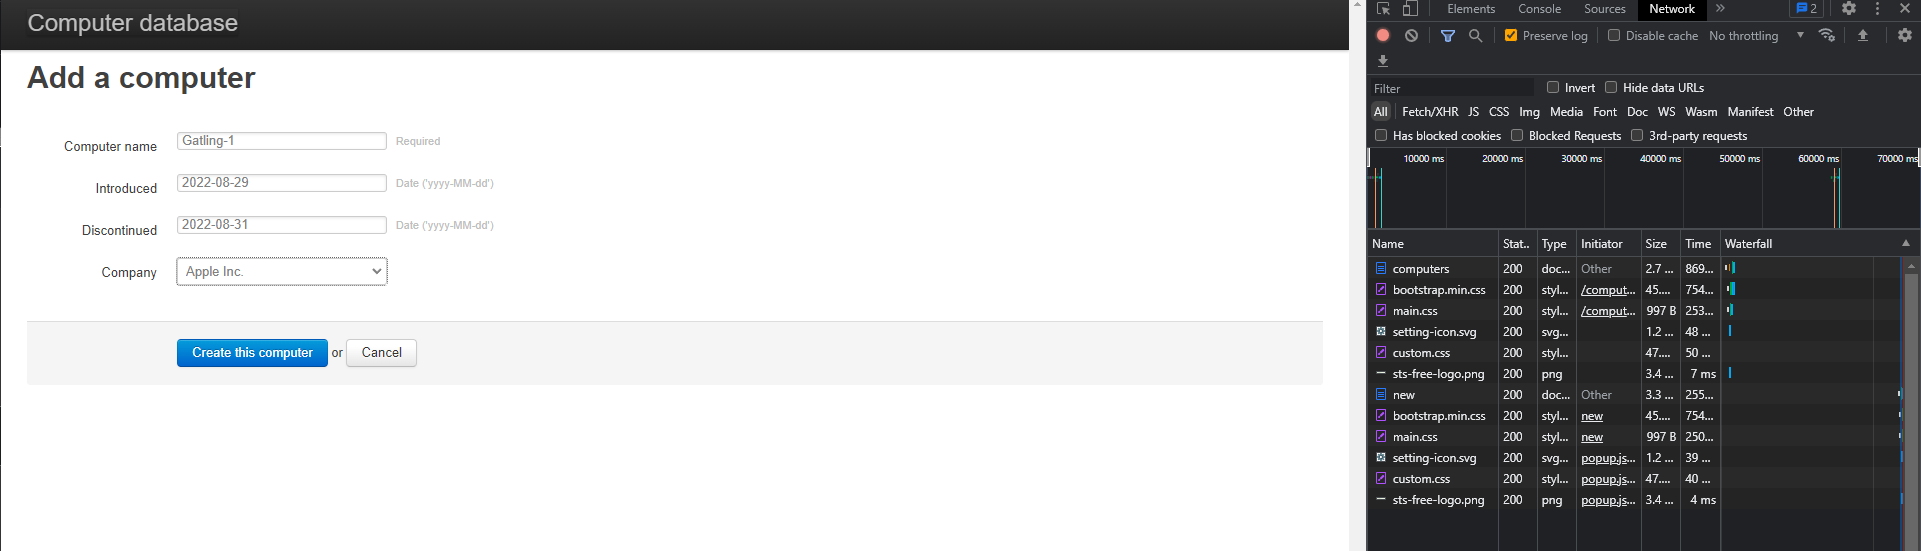 Computer database
Add a computer
Computer name Gatling-1 Required
Introduced 2022-08-29 Date ('yyyy-MM-dd')
Discontinued 2022-08-31 Date ('yyyy-MM-dd')
Company Apple Inc.
Create this computer or Cancel
Elements Console Sources Network 2
Preserve log Disable cache No throttling
Filter Invert Hide data URLs
All Fetch/XHR JS CSS Img Media Font Doc WS Wasm Manifest Other
Has blocked cookies Blocked Requests 3rd-party requests
10000 ms 20000 ms 30000 ms 40000 ms 50000 ms 60000 ms 70000 ms
Name Stat.. Type Initiator Size Time Waterfall
computers 200 doc... Other 2.7 ... 869...
bootstrap.min.css 200 styl... /comput... 45.... 754...
main.css 200 styl... /comput... 997 B 253...
setting-icon.svg 200 svg... 1.2 ... 48 ...
custom.css 200 styl... 47.... 50 ...
sts-free-logo.png 200 png 3.4 ... 7 ms
new 200 doc... Other 3.3 ... 255...
bootstrap.min.css 200 styl... new 45.... 754...
main.css 200 styl... new 997 B 250...
setting-icon.svg 200 svg... popup.js... 1.2 ... 39 ...
custom.css 200 styl... popup.js... 47.... 40 ...
sts-free-logo.png 200 png popup.js... 3.4 ... 4 ms